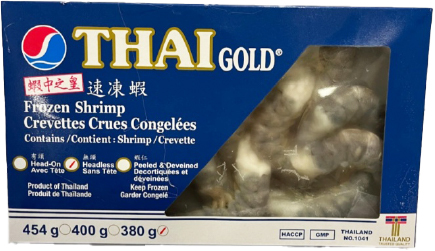 THAI GOLD®
蝦中之皇 速凍蝦
Frozen Shrimp
Crevettes Crues Congelées
Contains/Contient: Shrimp/Crevette
有頭 無頭 蝦仁
Head-On Headless Peeled & Deveined
Avec Tête Sans Tête Décortiquées et
déveinées
Product of Thailand Keep Frozen
Produit de Thaïlande Garder Congelé
454 g 400 g 380 g
HACCP GMP THAILAND
NO.1041
THAILAND